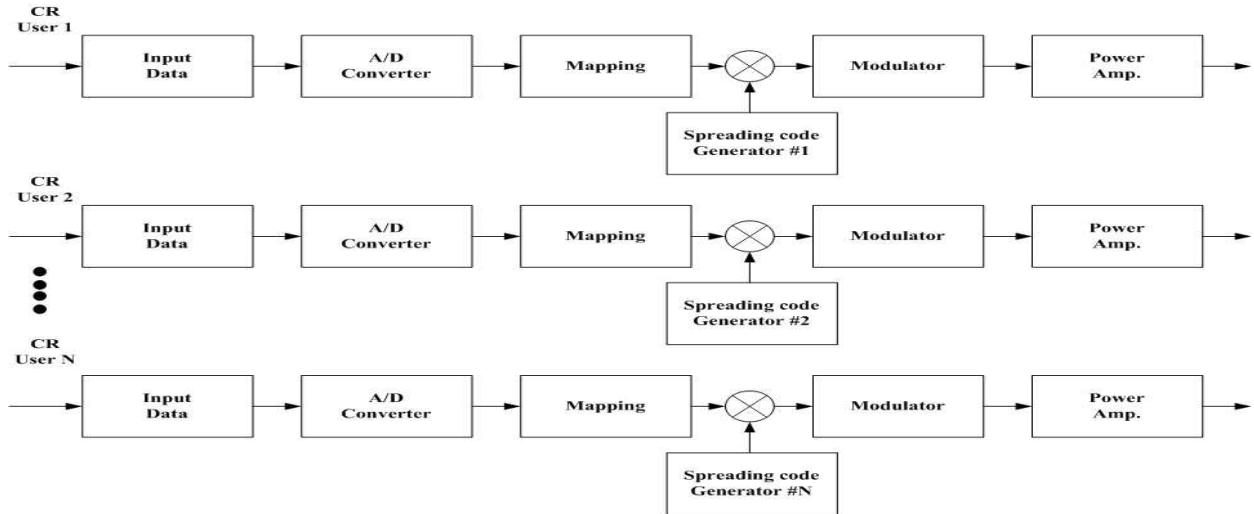 CR
User 1
Input
Data
A/D
Converter
Mapping
Modulator
Power
Amp.
Spreading code
Generator #1
CR
User 2
Input
Data
A/D
Converter
Mapping
Modulator
Power
Amp.
Spreading code
Generator #2
CR
User N
Input
Data
A/D
Converter
Mapping
Modulator
Power
Amp.
Spreading code
Generator #N